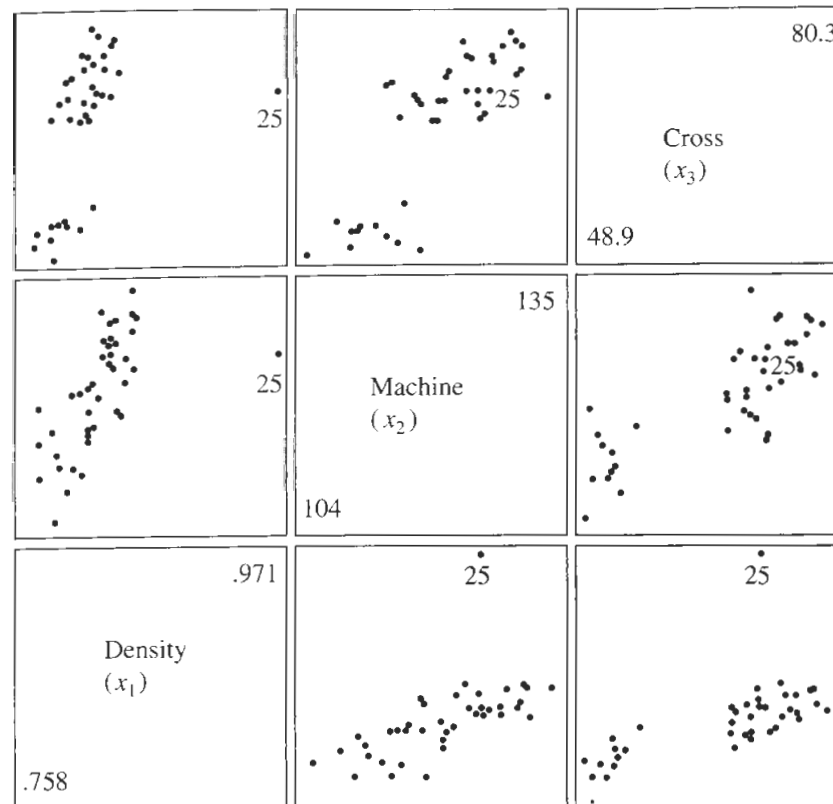 80.3
25
25
Cross
(x₃)
48.9
135
25
Machine
(x₂)
25
104
.971
25
25
Density
(x₁)
.758